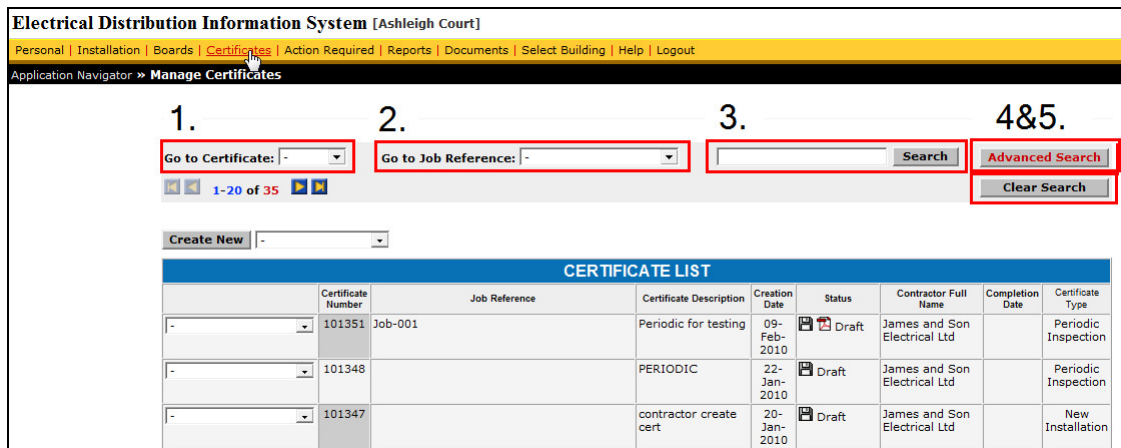 Electrical Distribution Information System [Ashleigh Court]
Personal | Installation | Boards | Certificates | Action Required | Reports | Documents | Select Building | Help | Logout
Application Navigator » Manage Certificates
1. 2. 3. 4&5.
Go to Certificate: - Go to Job Reference: - Search Advanced Search
1-20 of 35 Clear Search
Create New -
CERTIFICATE LIST
Certificate Number Job Reference Certificate Description Creation Date Status Contractor Full Name Completion Date Certificate Type
- 101351 Job-001 Periodic for testing 09-Feb-2010 Draft James and Son Electrical Ltd Periodic Inspection
- 101348 PERIODIC 22-Jan-2010 Draft James and Son Electrical Ltd Periodic Inspection
- 101347 contractor create cert 20-Jan-2010 Draft James and Son Electrical Ltd New Installation